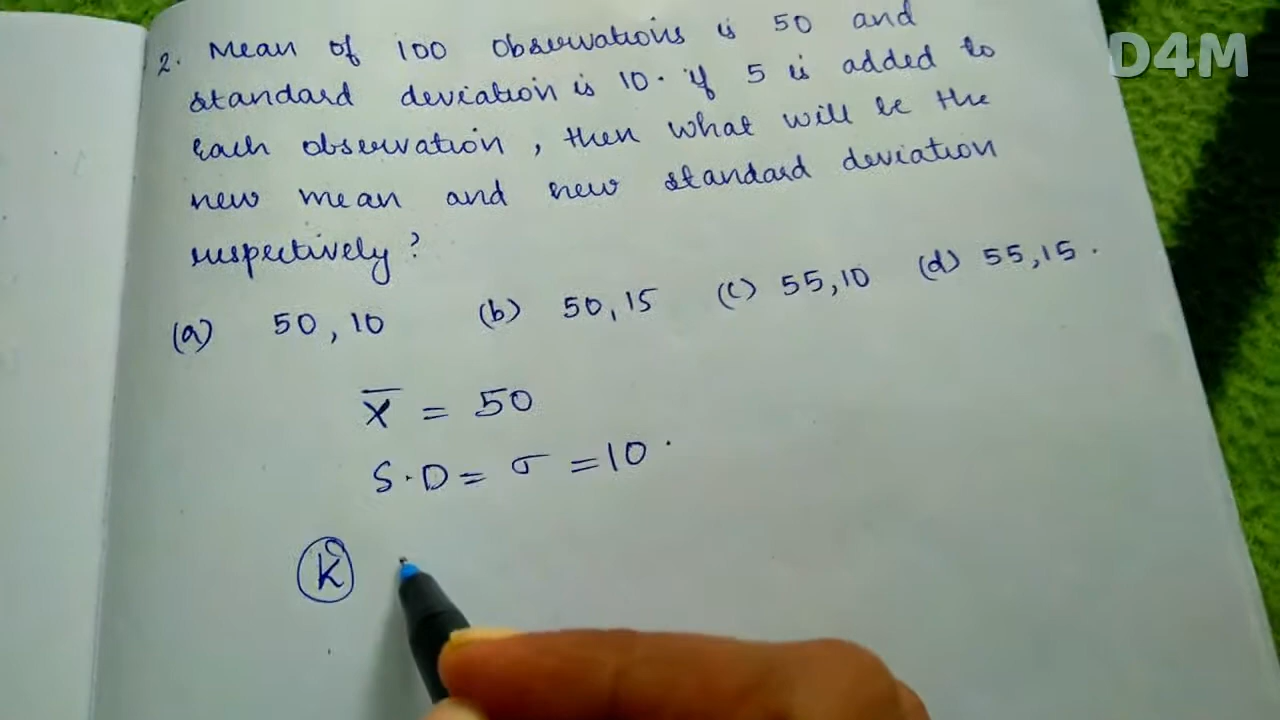 D4M
2. Mean of 100 observations is 50 and
standard deviation is 10. if 5 is added to
each observation, then what will be the
new mean and new standard deviation
respectively?
(a) 50, 10 (b) 50, 15 (c) 55, 10 (d) 55, 15.
X̅ = 50
S.D = σ = 10.
K